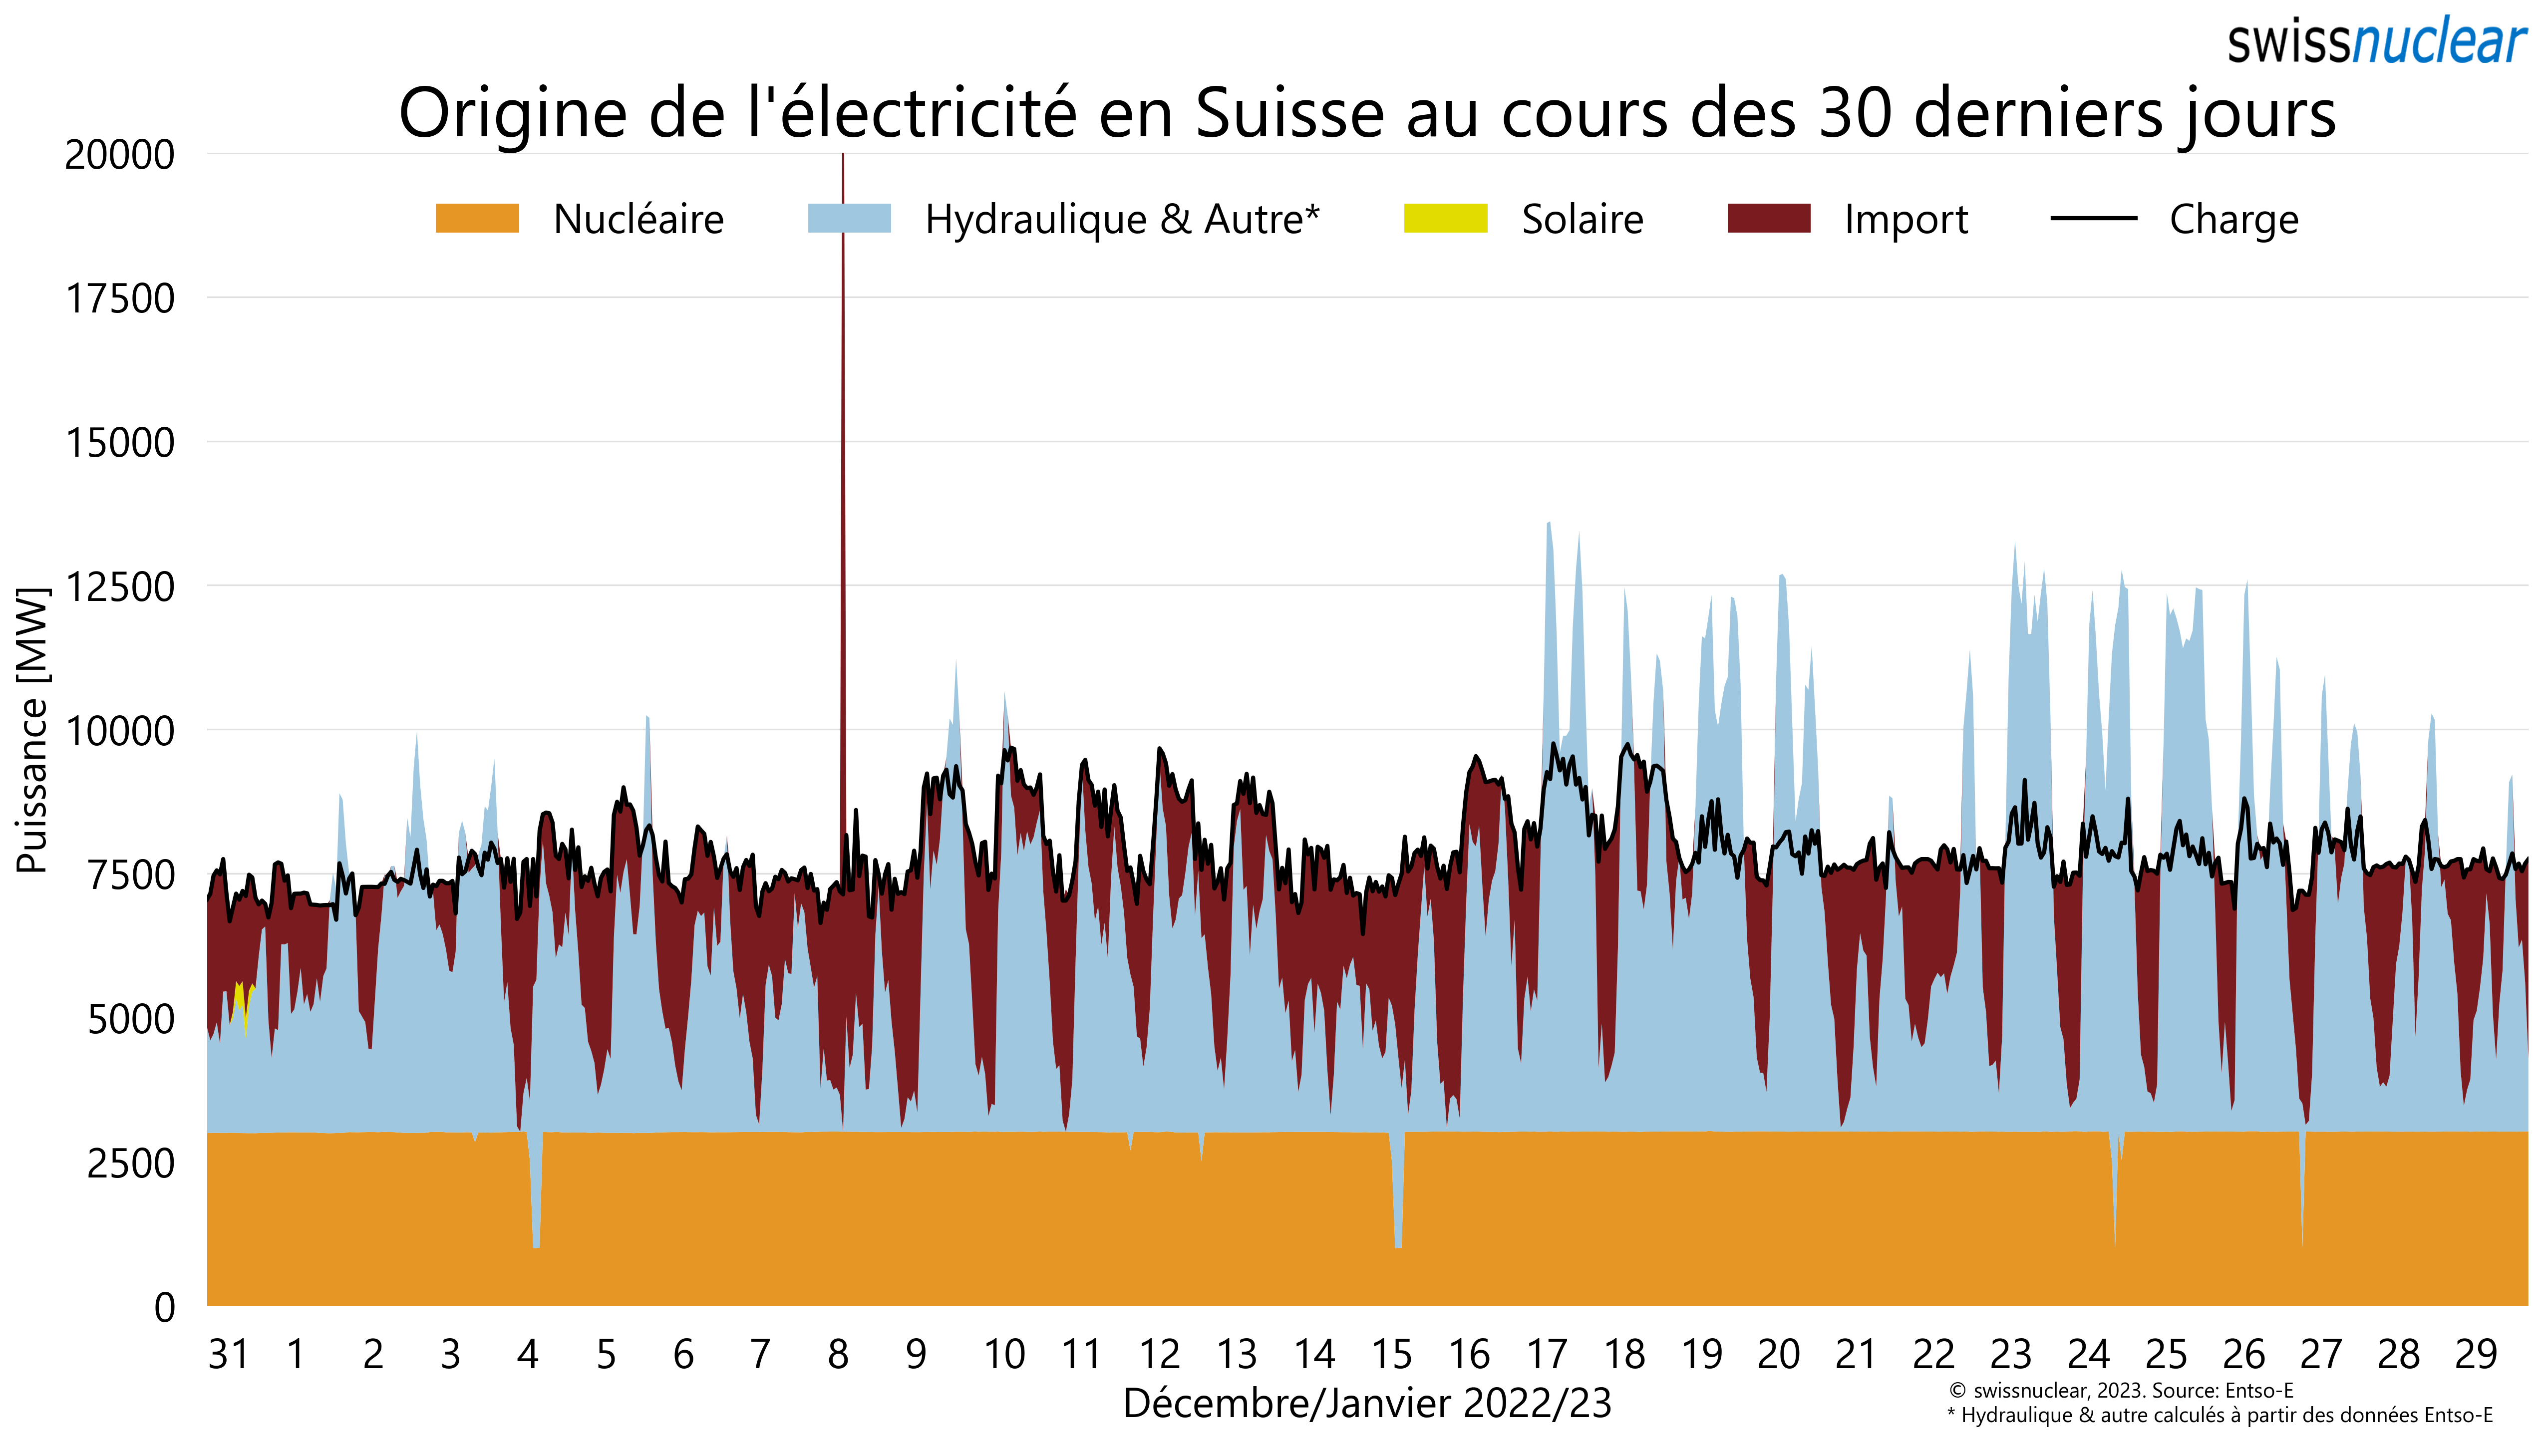 swissnuclear
Origine de l'électricité en Suisse au cours des 30 derniers jours
20000
Nucléaire Hydraulique & Autre* Solaire Import Charge
17500
15000
12500
10000
7500
5000
2500
0
Puissance [MW]
31 1 2 3 4 5 6 7 8 9 10 11 12 13 14 15 16 17 18 19 20 21 22 23 24 25 26 27 28 29
Décembre/Janvier 2022/23
© swissnuclear, 2023. Source: Entso-E
* Hydraulique & autre calculés à partir des données Entso-E